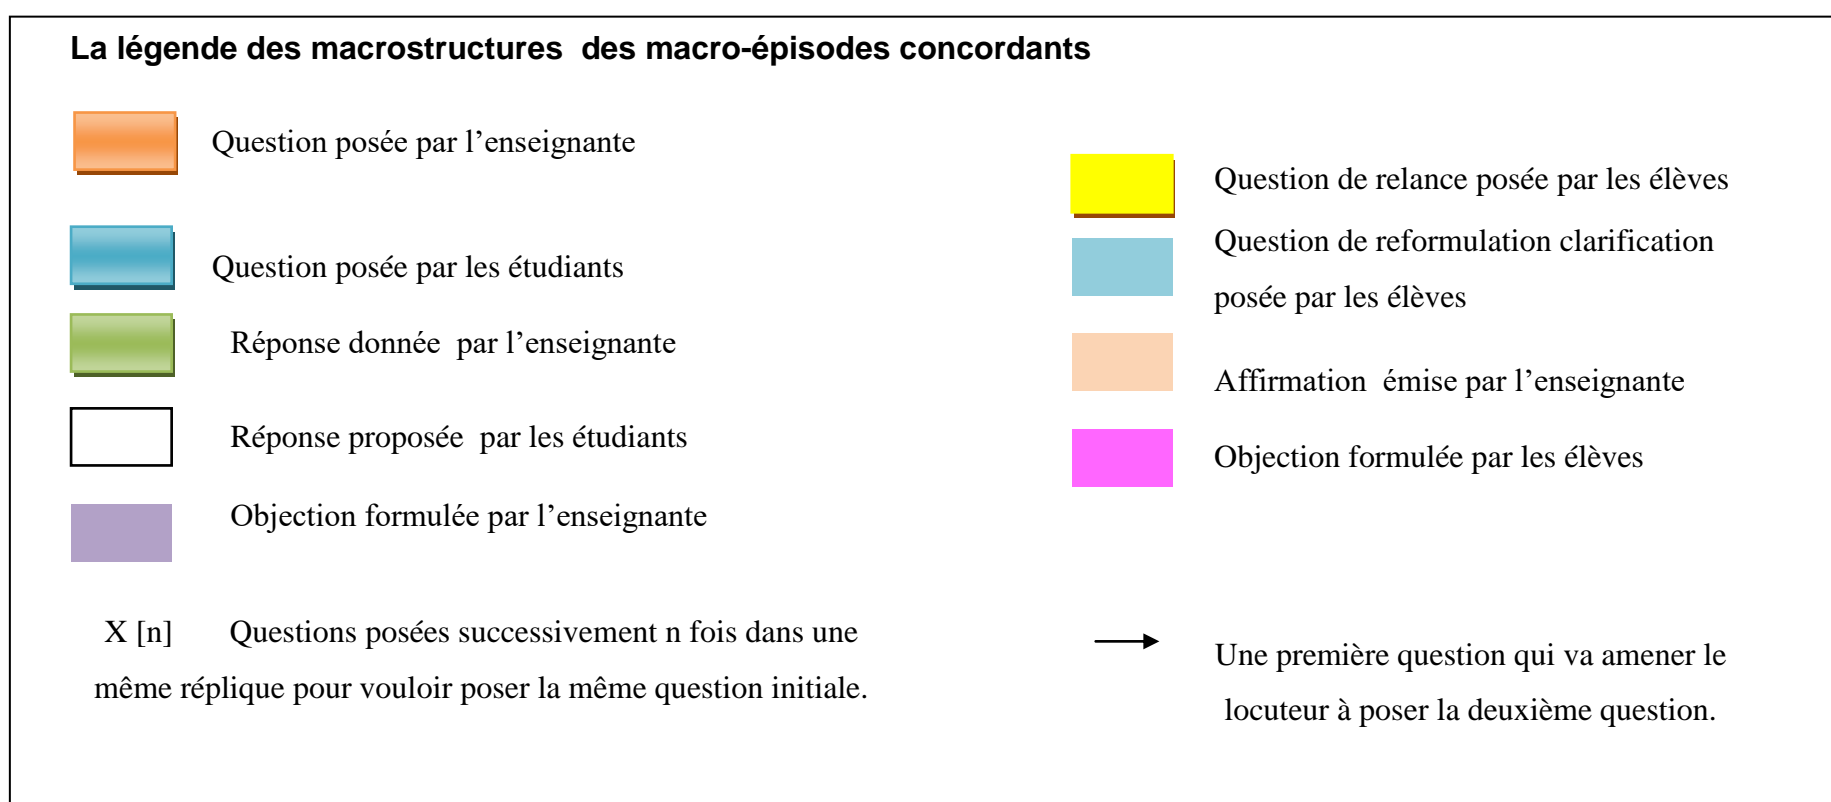 La légende des macrostructures  des macro-épisodes concordants
Question posée par l’enseignante
Question posée par les étudiants
Réponse donnée  par l’enseignante
Réponse proposée  par les étudiants
Objection formulée par l’enseignante
X [n]  Questions posées successivement n fois dans une
même réplique pour vouloir poser la même question initiale.
Question de relance posée par les élèves
Question de reformulation clarification
posée par les élèves
Affirmation  émise par l’enseignante
Objection formulée par les élèves
Une première question qui va amener le
locuteur à poser la deuxième question.